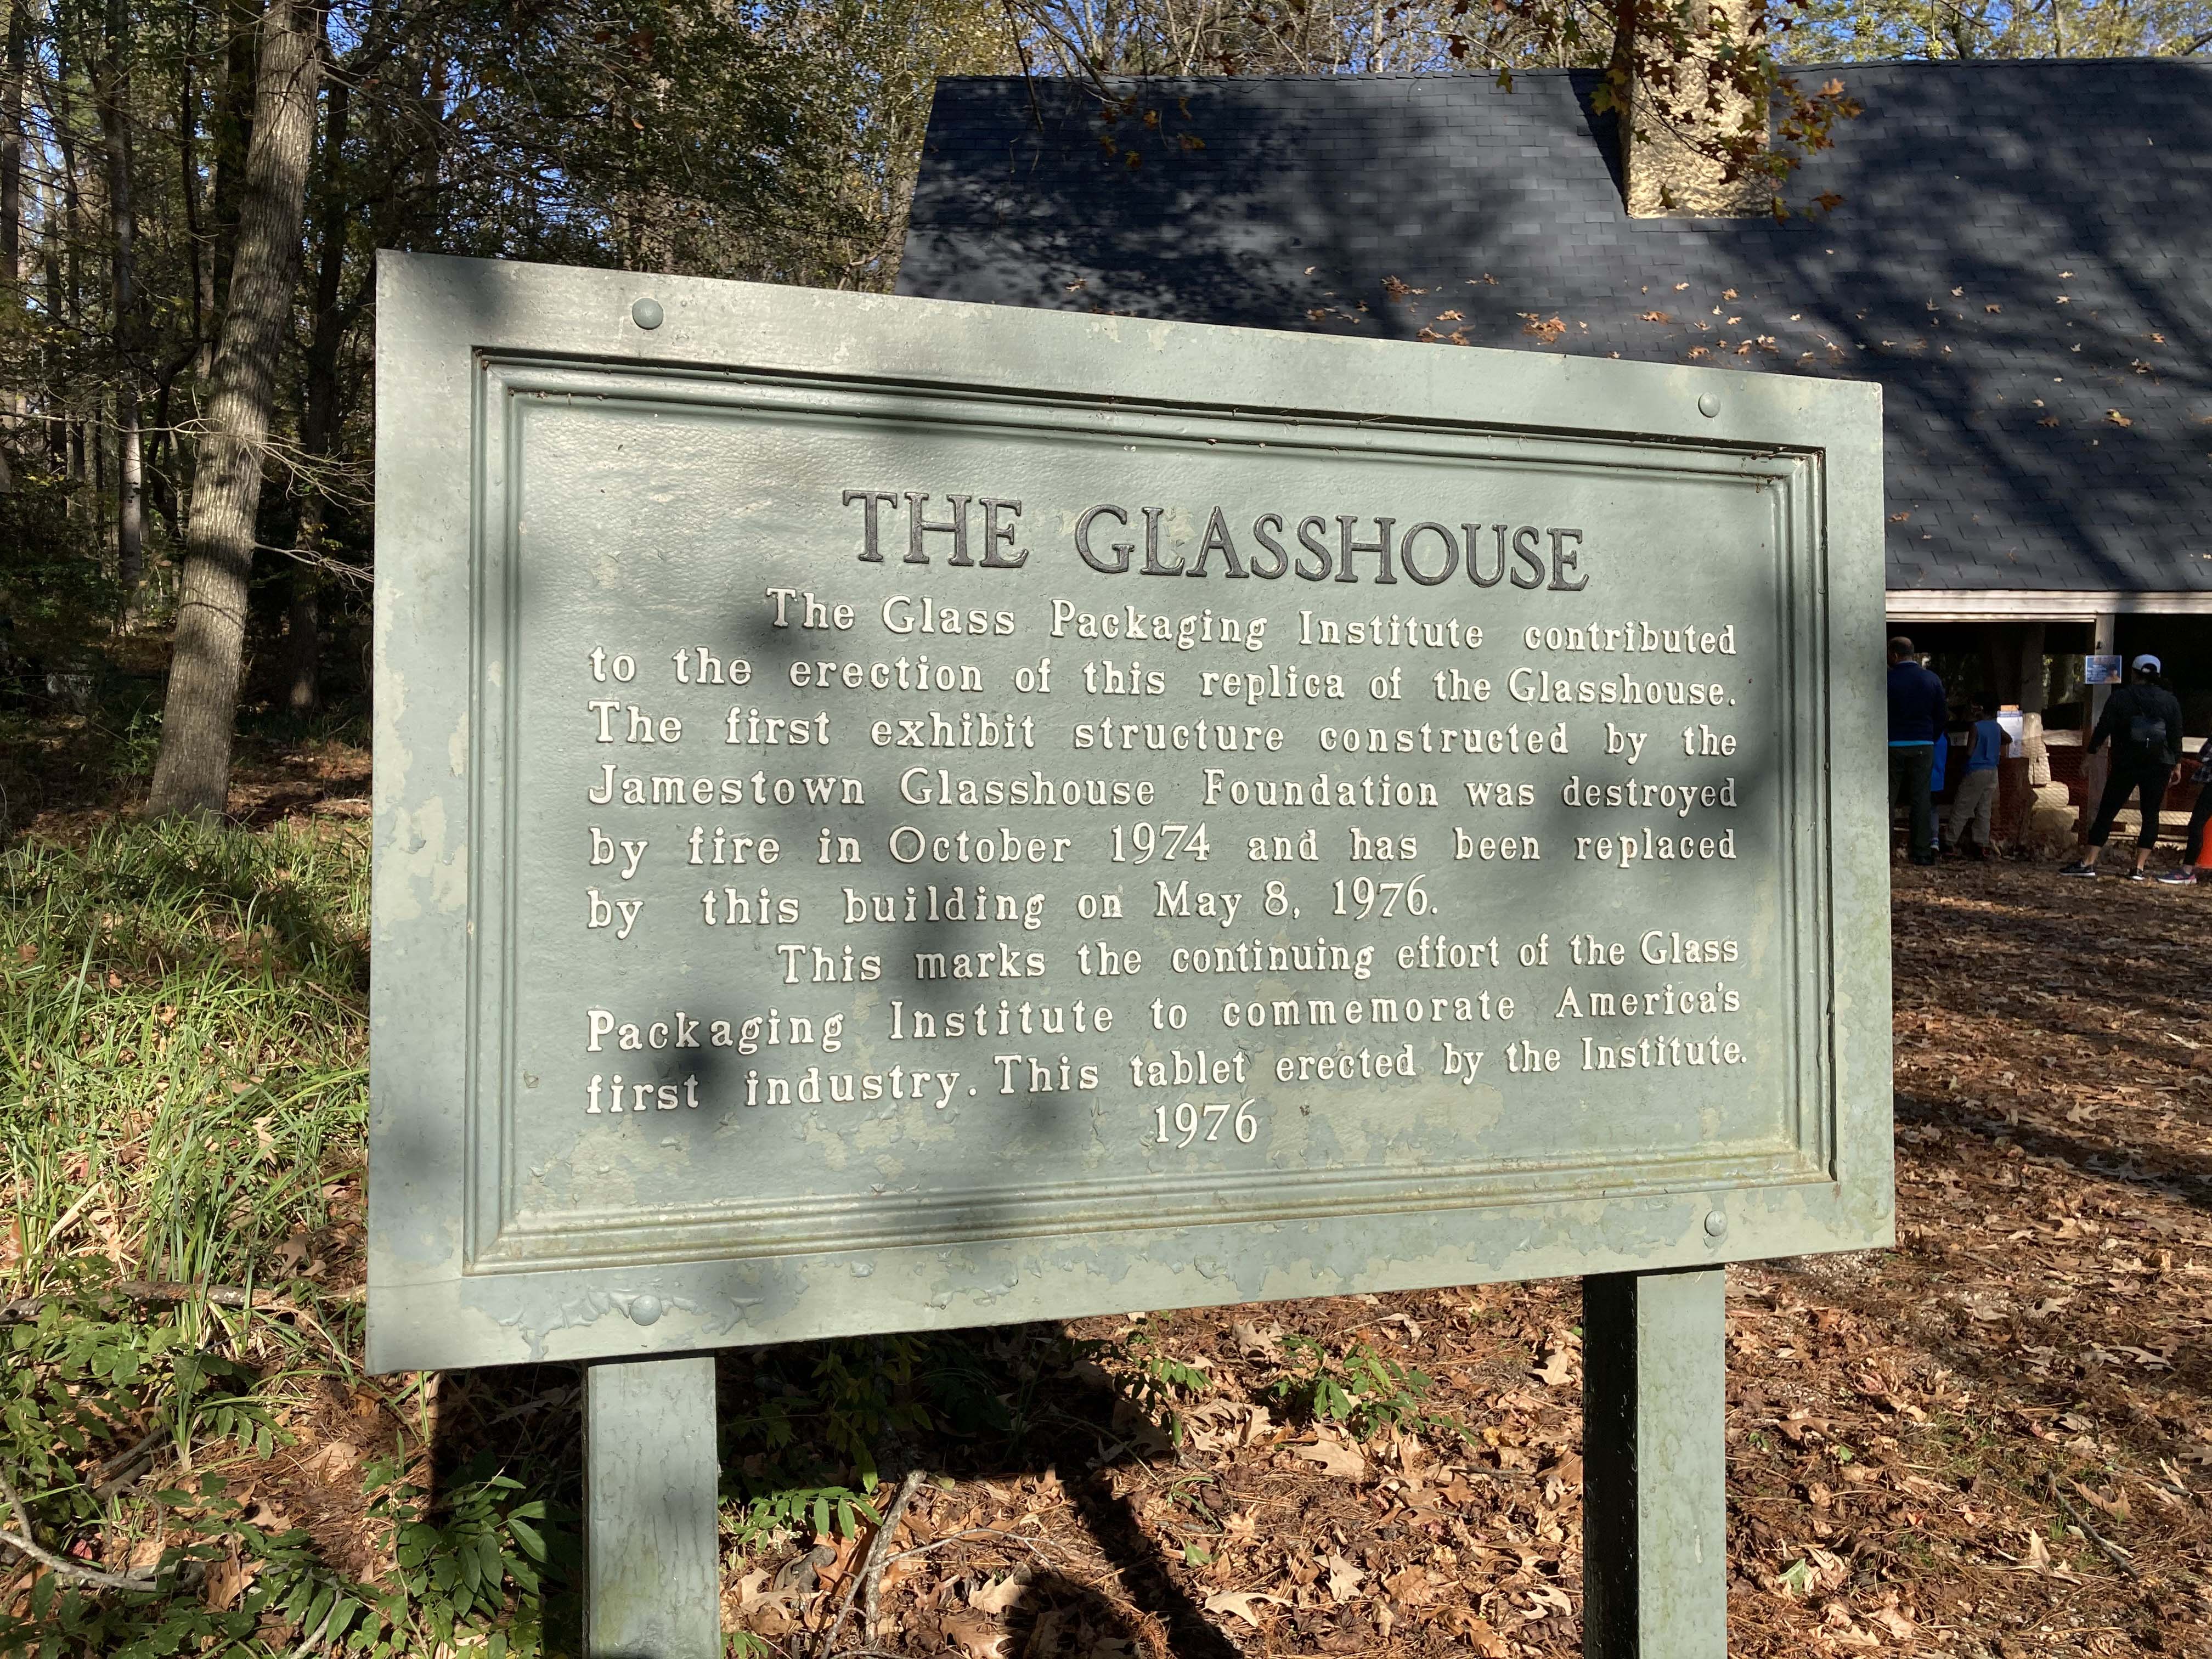 THE GLASSHOUSE
The Glass Packaging Institute contributed
to the erection of this replica of the Glasshouse.
The first exhibit structure constructed by the
Jamestown Glasshouse Foundation was destroyed
by fire in October 1974 and has been replaced
by this building on May 8, 1976.
This marks the continuing effort of the Glass
Packaging Institute to commemorate America's
first industry. This tablet erected by the Institute.
1976